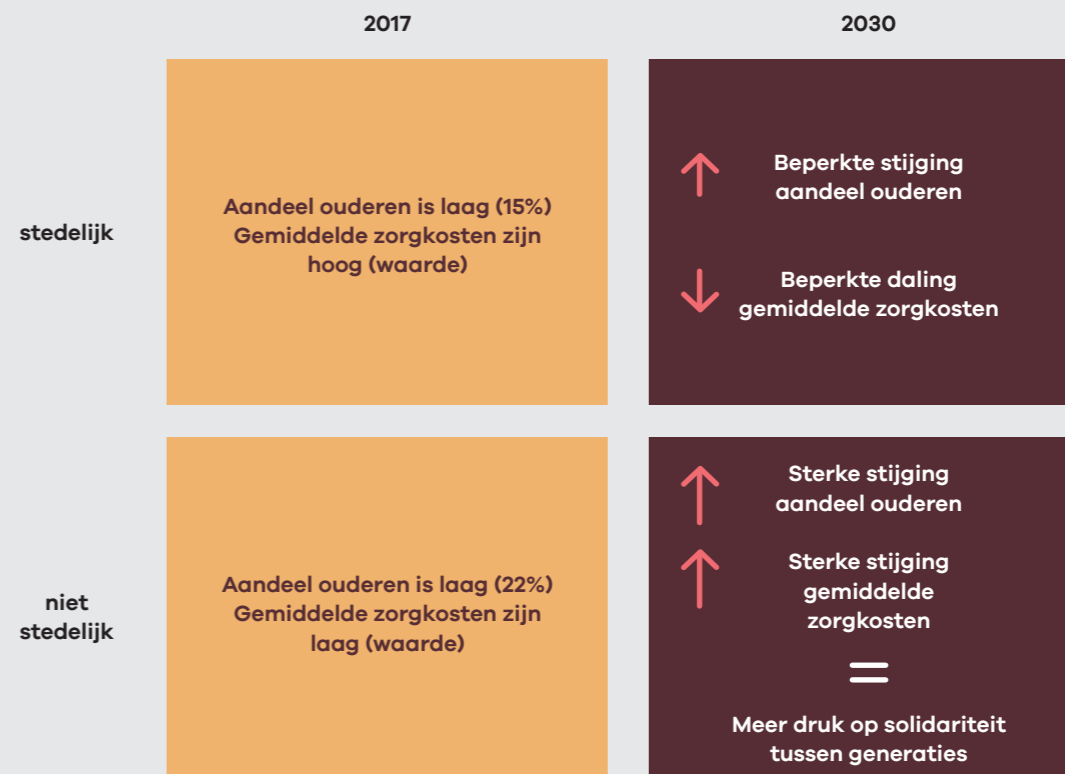 2017
2030
stedelijk
Aandeel ouderen is laag (15%)
Gemiddelde zorgkosten zijn
hoog (waarde)
Beperkte stijging
aandeel ouderen
Beperkte daling
gemiddelde zorgkosten
niet
stedelijk
Aandeel ouderen is laag (22%)
Gemiddelde zorgkosten zijn
laag (waarde)
Sterke stijging
aandeel ouderen
Sterke stijging
gemiddelde
zorgkosten
=
Meer druk op solidariteit
tussen generaties